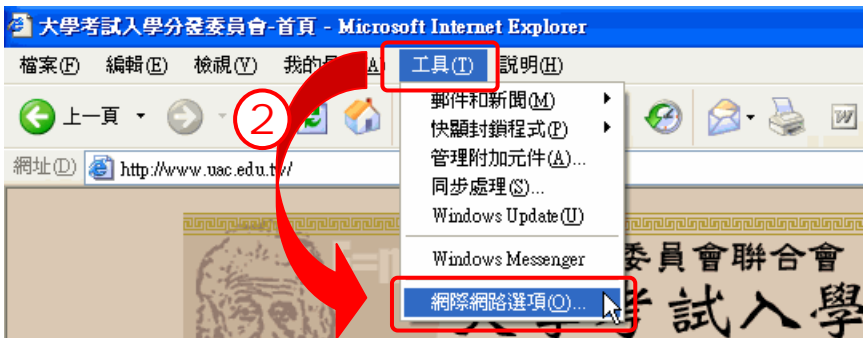 大學考試入學分發委員會-首頁 - Microsoft Internet Explorer
檔案(F) 編輯(E) 檢視(V) 我的 工具(T) 說明(H)
上一頁
2
郵件和新聞(M)
快顯封鎖程式(P)
管理附加元件(A)...
同步處理(S)...
Windows Update(U)
Windows Messenger
網際網路選項(O)...
網址(D) http://www.uac.edu.tw/
委員會聯合會
考試入學